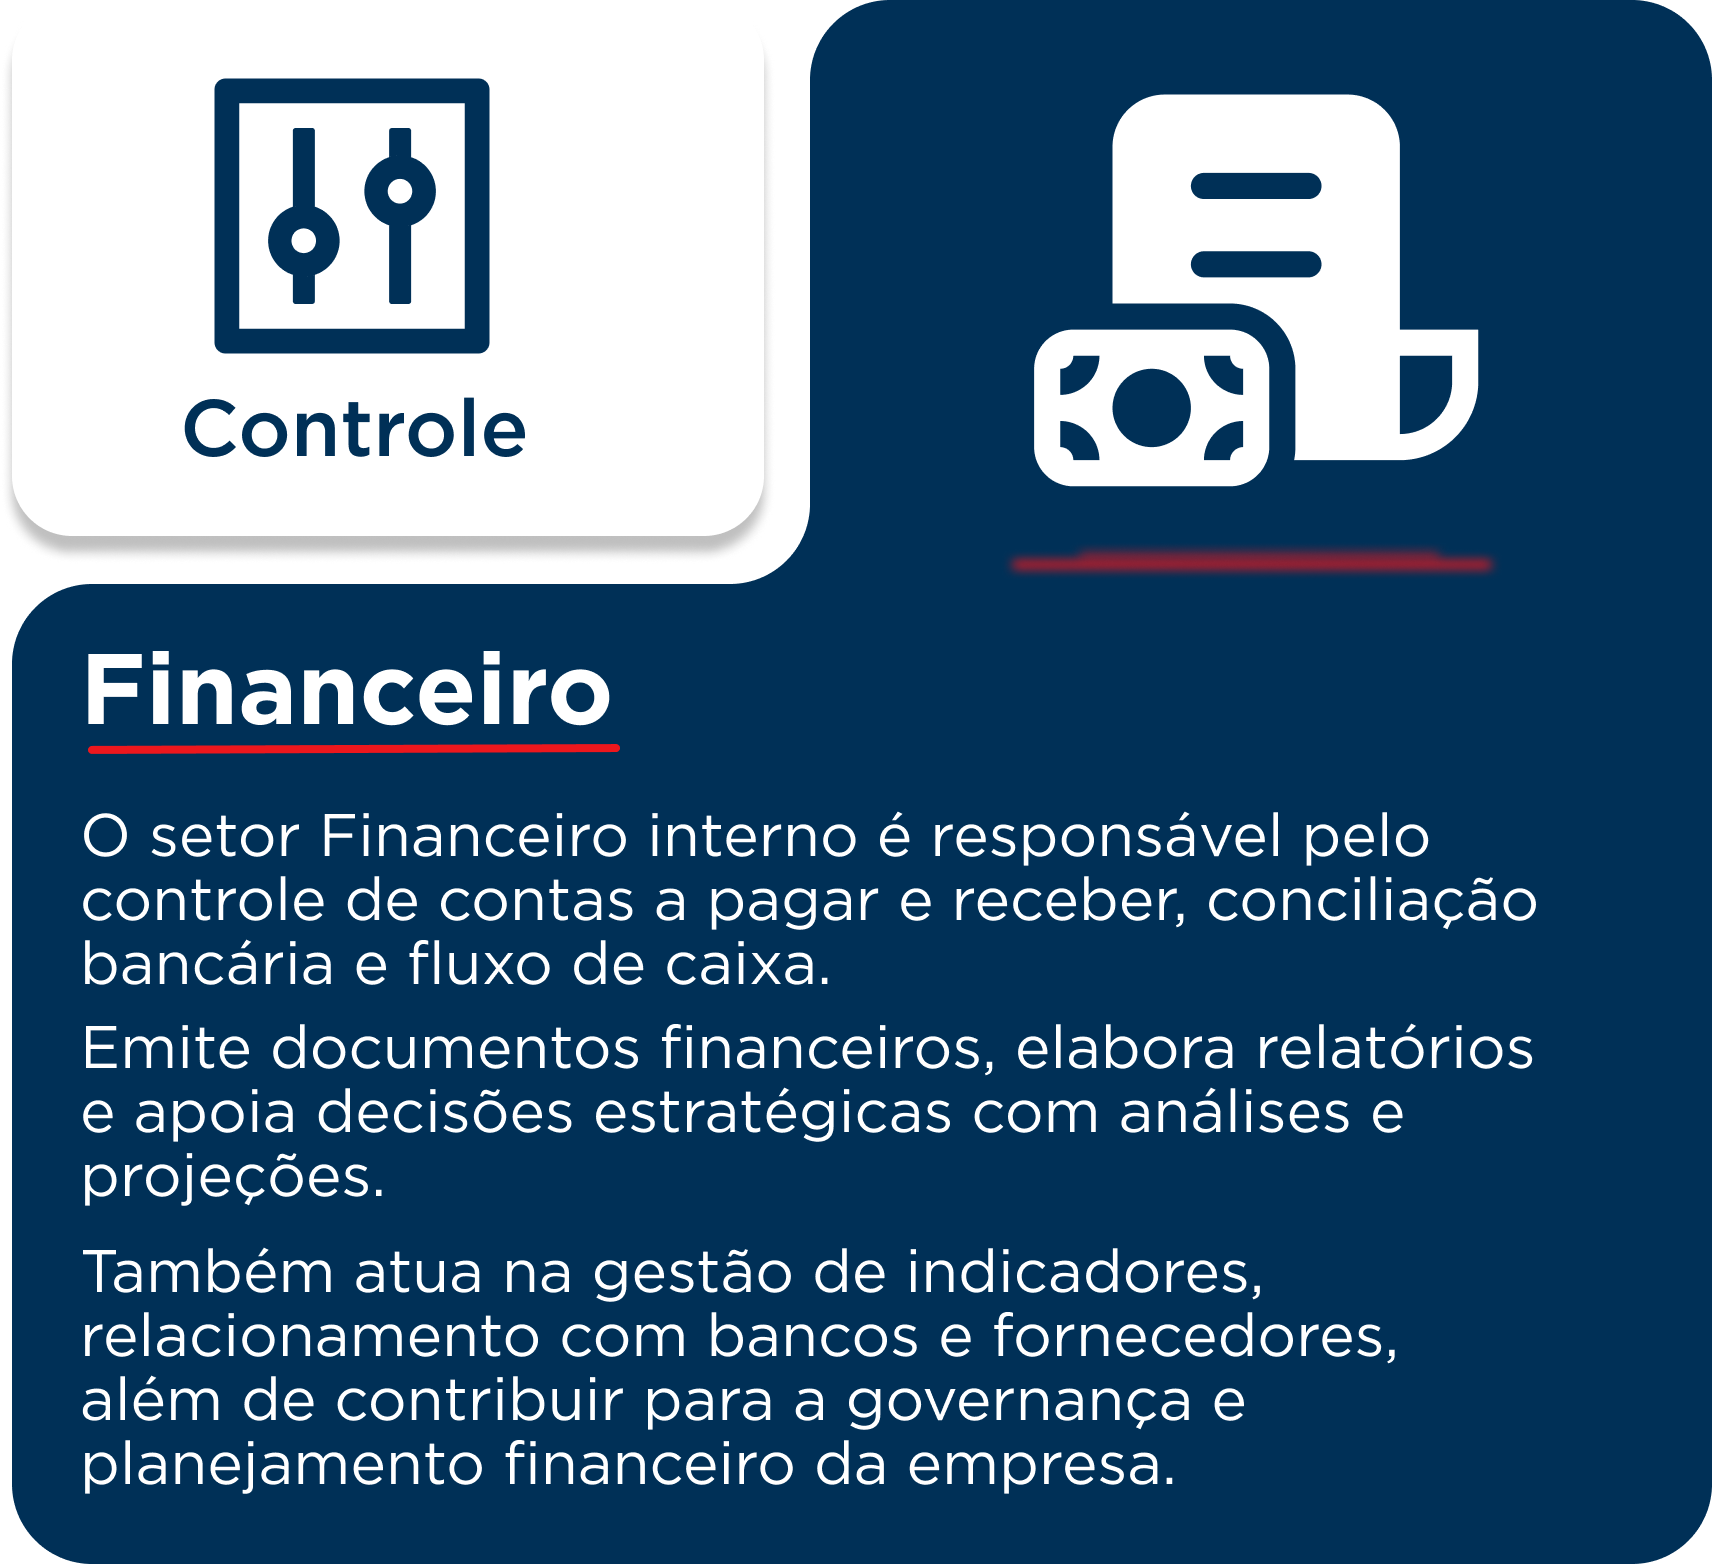 Controle
Financeiro
O setor Financeiro interno é responsável pelo
controle de contas a pagar e receber, conciliação
bancária e fluxo de caixa.
Emite documentos financeiros, elabora relatórios
e apoia decisões estratégicas com análises e
projeções.
Também atua na gestão de indicadores,
relacionamento com bancos e fornecedores,
além de contribuir para a governança e
planejamento financeiro da empresa.